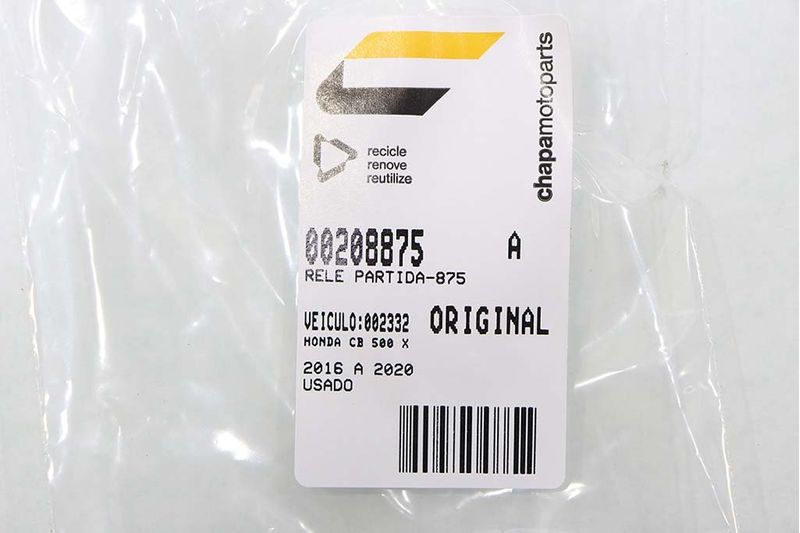 chapamotoparts
recicle
renove
reutilize
00208875 A
RELE PARTIDA-875
VEICULO:002332 ORIGINAL
HONDA CB 500 X
2016 A 2020
USADO